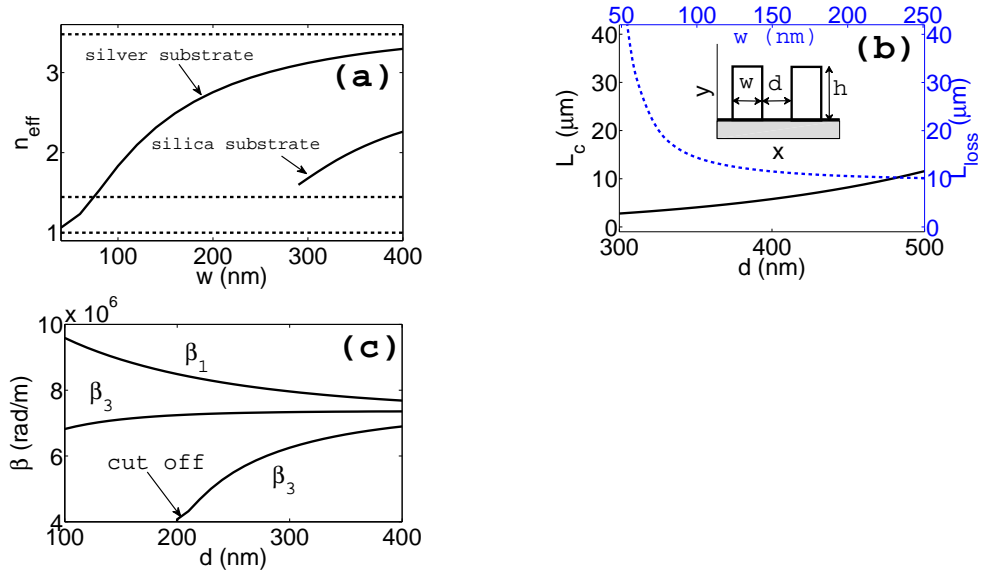 silver substrate
(a)
silica substrate
n_eff
3
2
1
100 200 300 400
w (nm)
50 100 150 200 250
w (nm)
(b)
40 40
30 30
20 20
10 10
0 0
L_c (μm)
L_loss (μm)
y
w d h
x
300 400 500
d (nm)
x 10^6
10
8
6
4
β (rad/m)
(c)
β_1
β_3
cut off
β_3
100 200 300 400
d (nm)